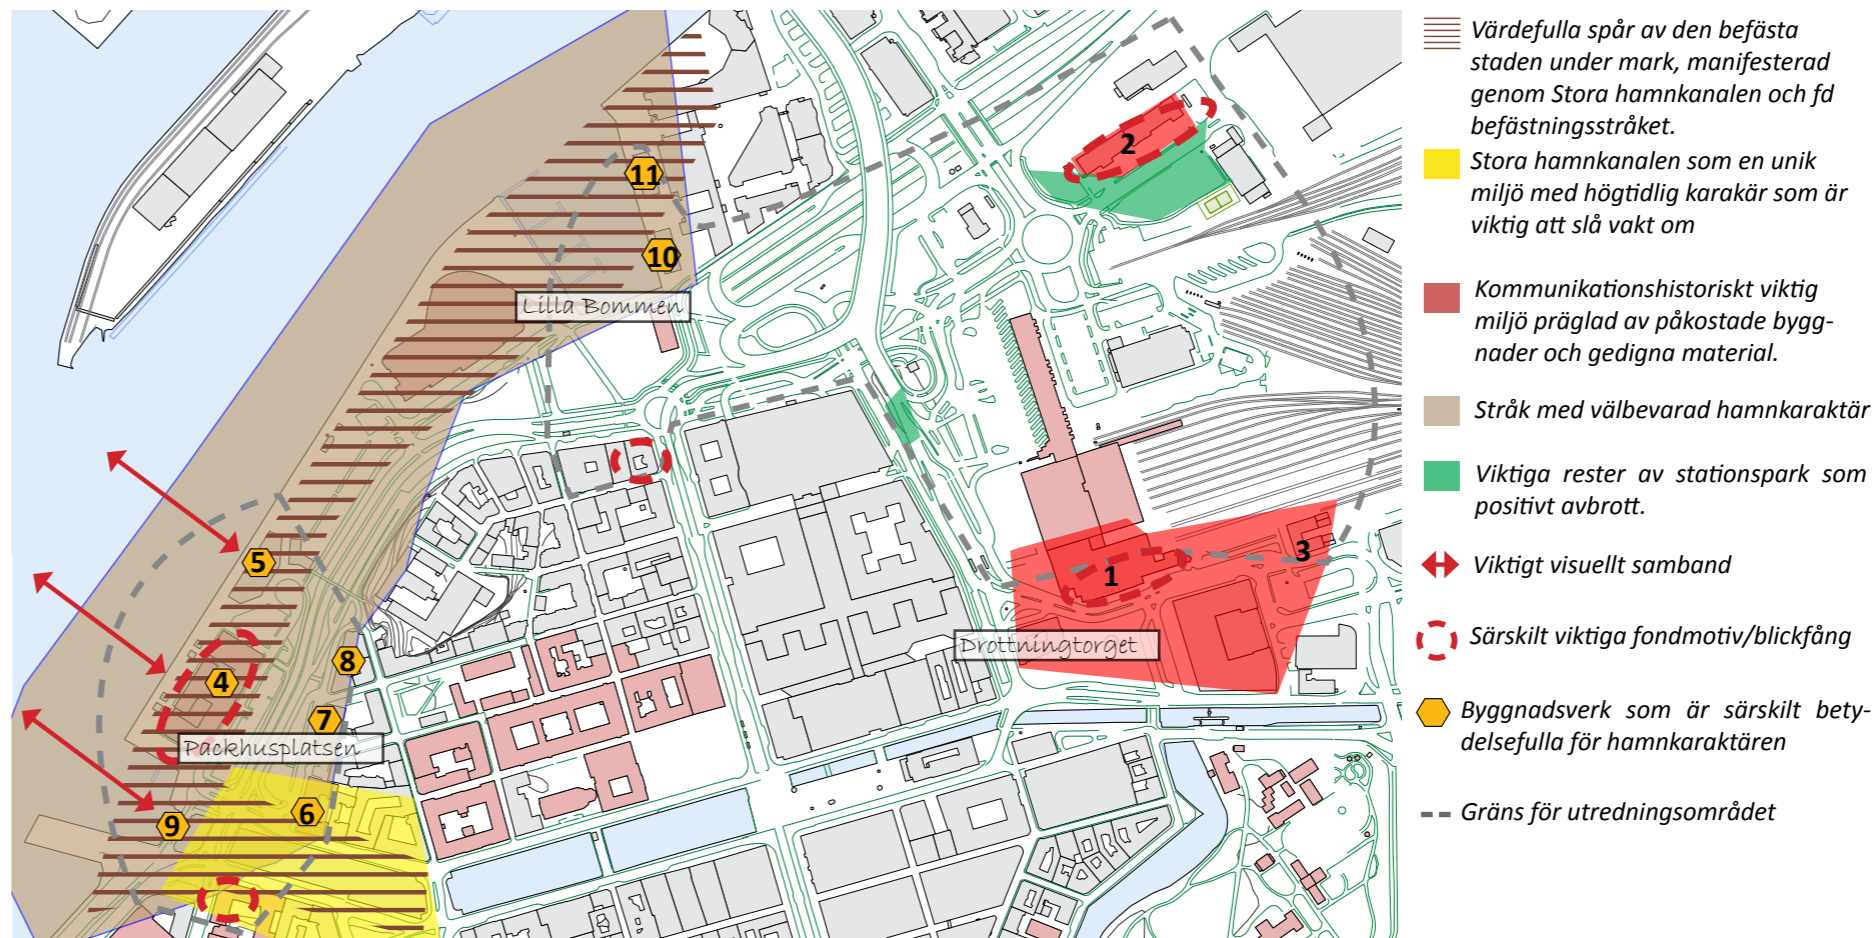 11
2
10
Lilla Bommen
5
1
3
Drottningtorget
8
4
7
Packhusplatsen
6
9
Värdefulla spår av den befästa
staden under mark, manifesterad
genom Stora hamnkanalen och fd
befästningsstråket.
Stora hamnkanalen som en unik
miljö med högtidlig karakär som är
viktig att slå vakt om
Kommunikationshistoriskt viktig
miljö präglad av påkostade bygg-
nader och gedigna material.
Stråk med välbevarad hamnkaraktär
Viktiga rester av stationspark som
positivt avbrott.
Viktigt visuellt samband
Särskilt viktiga fondmotiv/blickfång
Byggnadsverk som är särskilt bety-
delsefulla för hamnkaraktären
Gräns för utredningsområdet